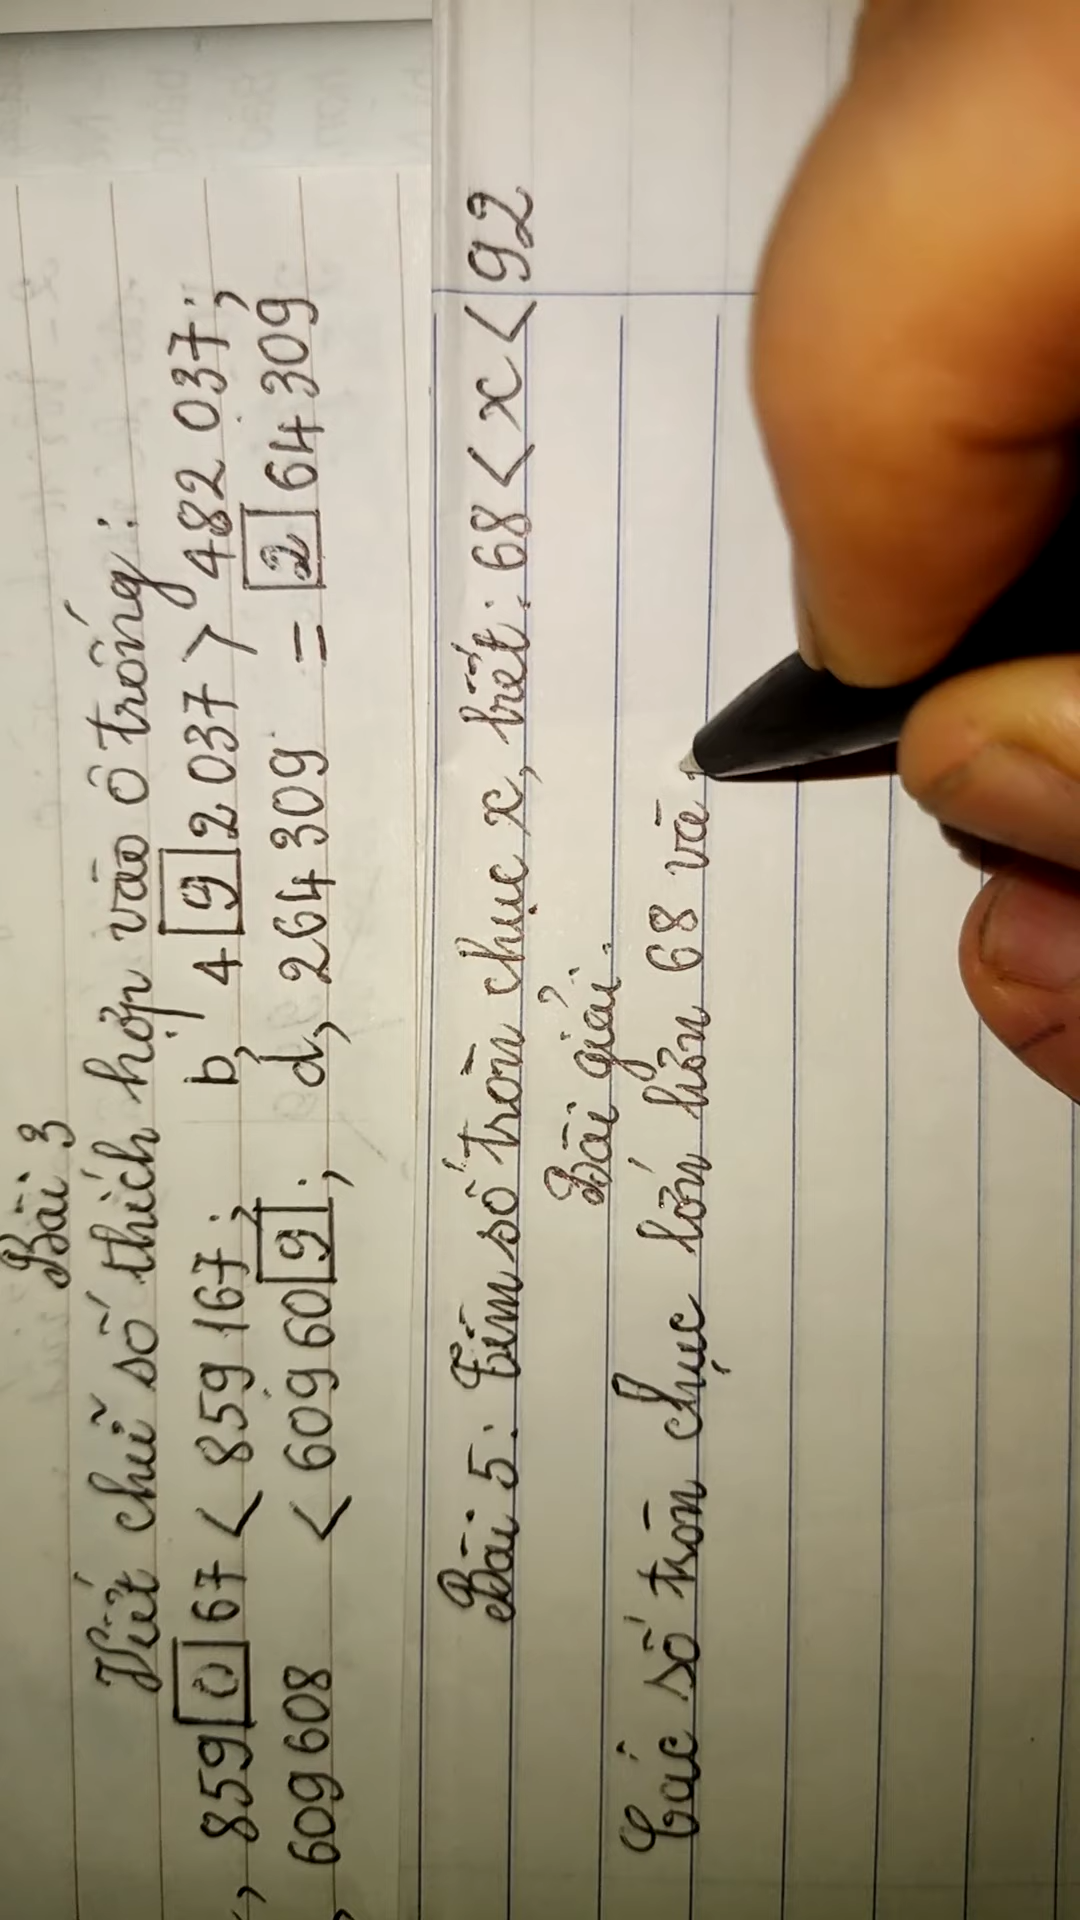 Bài 3
Viết chữ số thích hợp vào ô trống:
, 859 0 67 < 859 167; b, 4 9 2 037 > 482 037;
, 609 608 < 609 60 9; d, 264 309 = 2 64 309
Bài 5: Tìm số tròn chục x, biết: 68 < x < 92
Bài giải.
Các số tròn chục lớn hơn 68 và